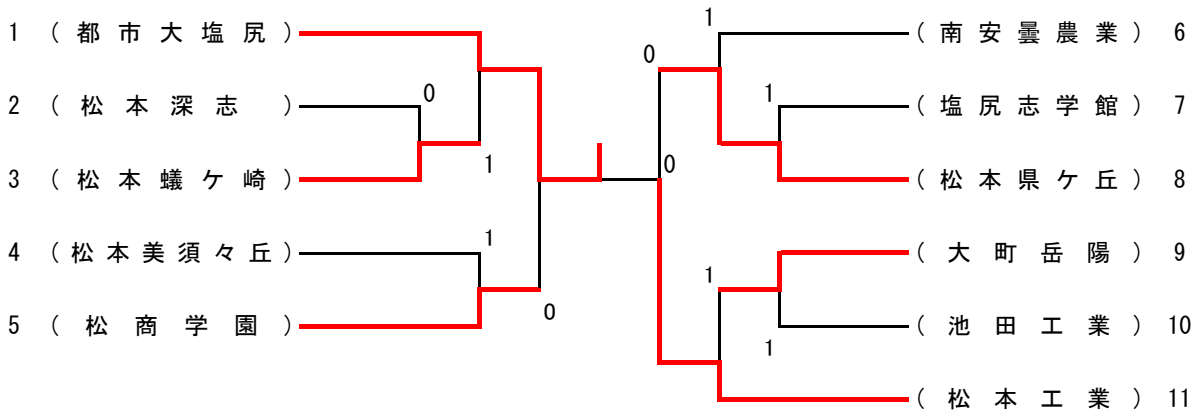 1 （都市大塩尻）
2 （松本深志）
3 （松本蟻ケ崎）
4 （松本美須々丘）
5 （松商学園）
0
1
1
0
0
1
0
1
1
1
（南安曇農業） 6
（塩尻志学館） 7
（松本県ケ丘） 8
（大町岳陽） 9
（池田工業） 10
（松本工業） 11